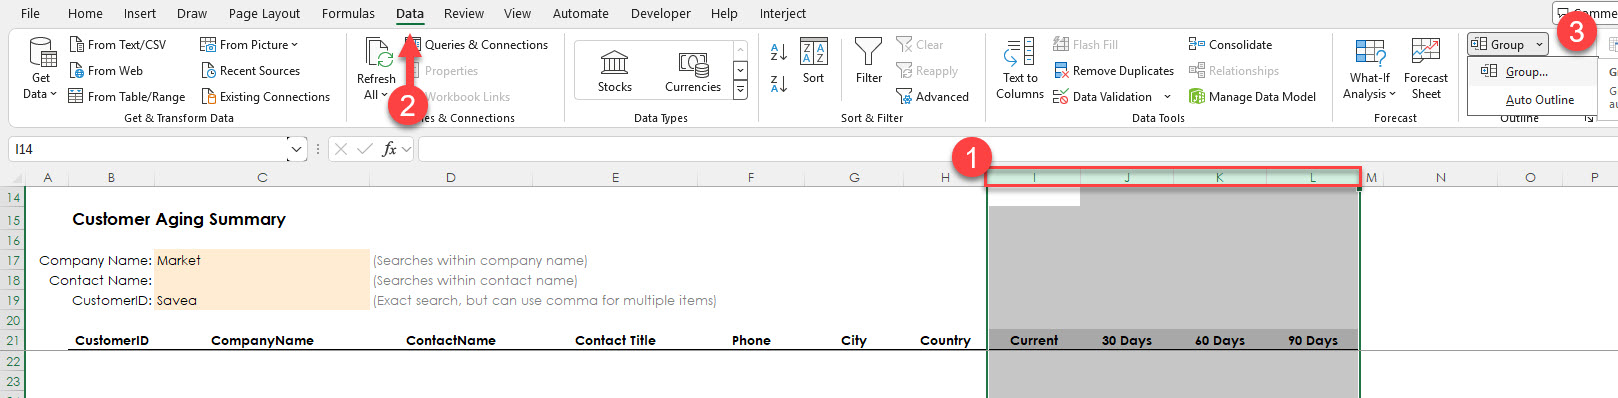 File Home Insert Draw Page Layout Formulas Data Review View Automate Developer Help Interject
Get Data
From Text/CSV
From Web
From Table/Range
From Picture
Recent Sources
Existing Connections
Get & Transform Data
Refresh All
Queries & Connections
Properties
Workbook Links
& Connections
2
Stocks
Currencies
Data Types
Sort
Filter
Clear
Reapply
Advanced
Sort & Filter
Text to Columns
Flash Fill
Remove Duplicates
Data Validation
Consolidate
Relationships
Manage Data Model
Data Tools
What-If Analysis
Forecast Sheet
Forecast
Group
3
Group...
Auto Outline
Outline
I14
fx
1
A B C D E F G H I J K L M N O P
14
15 Customer Aging Summary
16
17 Company Name: Market (Searches within company name)
18 Contact Name: (Searches within contact name)
19 CustomerID: Savea (Exact search, but can use comma for multiple items)
20
21 CustomerID CompanyName ContactName Contact Title Phone City Country Current 30 Days 60 Days 90 Days
22
23